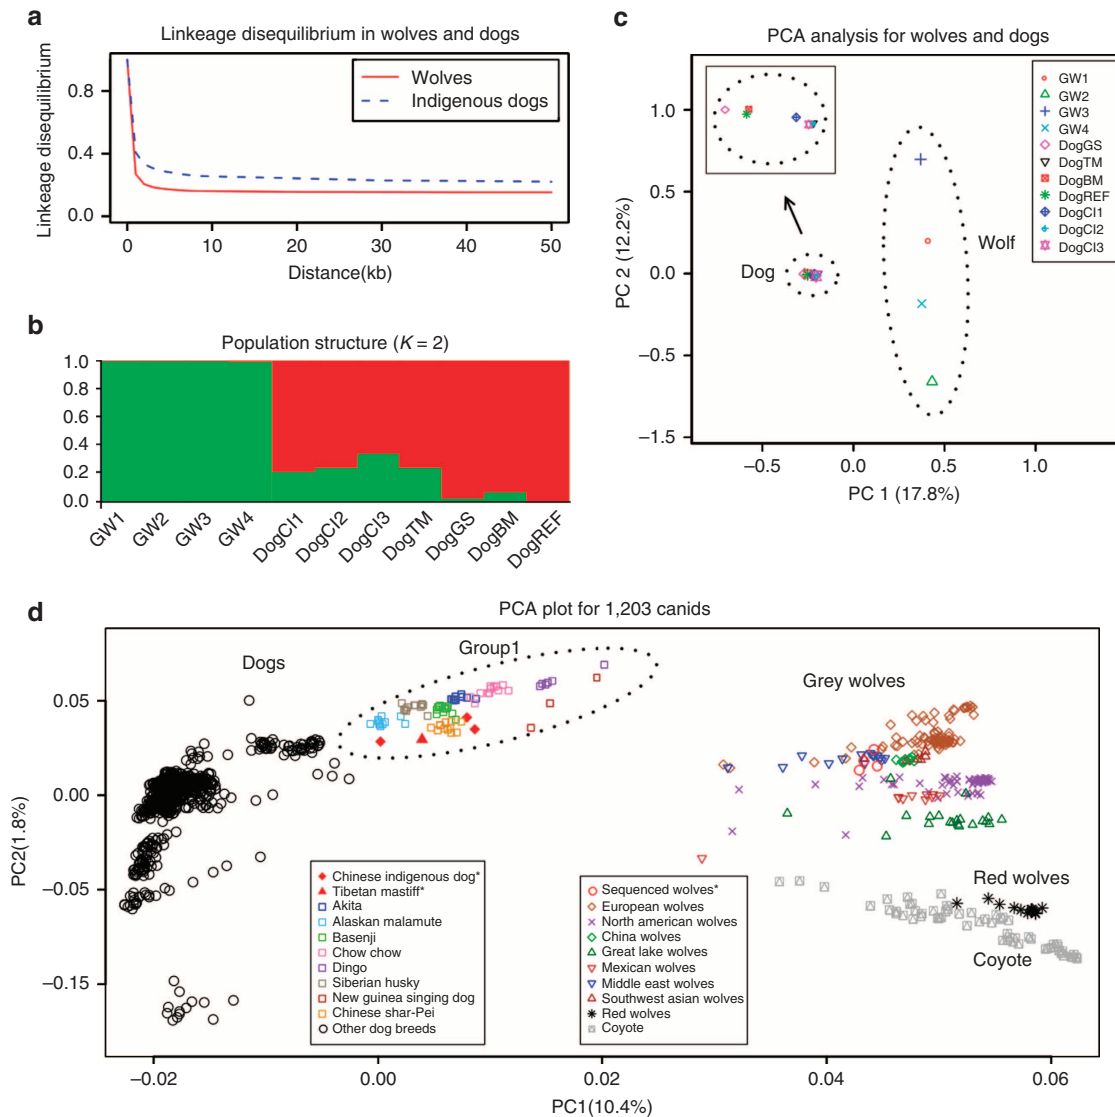 a
Linkeage disequilibrium in wolves and dogs
Linkeage disequilibrium
0.8
0.4
0.0
Wolves
Indigenous dogs
0
10
20
30
40
50
Distance(kb)
b
Population structure (K = 2)
1.0
0.8
0.6
0.4
0.2
0.0
GW1
GW2
GW3
GW4
DogCI1
DogCI2
DogCI3
DogTM
DogGS
DogBM
DogREF
c
PCA analysis for wolves and dogs
PC 2 (12.2%)
1.0
0.5
0.0
−0.5
−1.5
Dog
Wolf
GW1
GW2
GW3
GW4
DogGS
DogTM
DogBM
DogREF
DogCI1
DogCI2
DogCI3
−0.5
0.0
0.5
1.0
PC 1 (17.8%)
d
PCA plot for 1,203 canids
PC2(1.8%)
0.05
0.00
−0.05
−0.15
Dogs
Group1
Grey wolves
Red wolves
Coyote
Chinese indigenous dog*
Tibetan mastiff*
Akita
Alaskan malamute
Basenji
Chow chow
Dingo
Siberian husky
New guinea singing dog
Chinese shar-Pei
Other dog breeds
Sequenced wolves*
European wolves
North american wolves
China wolves
Great lake wolves
Mexican wolves
Middle east wolves
Southwest asian wolves
Red wolves
Coyote
−0.02
0.00
0.02
0.04
0.06
PC1(10.4%)